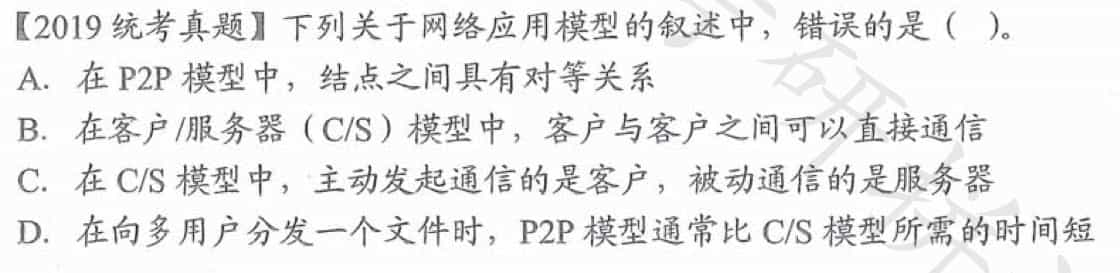 【2019 统考真题】下列关于网络应用模型的叙述中，错误的是（　）。
A. 在 P2P 模型中，结点之间具有对等关系
B. 在客户/服务器（C/S）模型中，客户与客户之间可以直接通信
C. 在 C/S 模型中，主动发起通信的是客户，被动通信的是服务器
D. 在向多用户分发一个文件时，P2P 模型通常比 C/S 模型所需的时间短